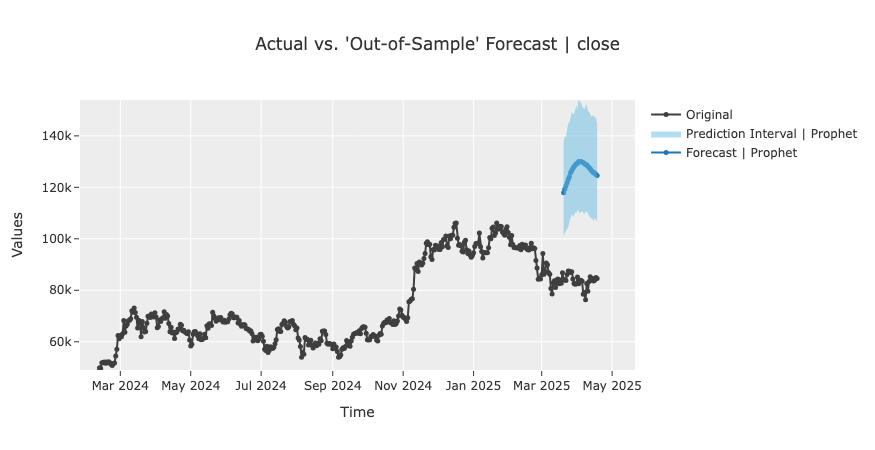 Actual vs. 'Out-of-Sample' Forecast | close
Original
Prediction Interval | Prophet
Forecast | Prophet
Values
140k
120k
100k
80k
60k
Mar 2024
May 2024
Jul 2024
Sep 2024
Nov 2024
Jan 2025
Mar 2025
May 2025
Time